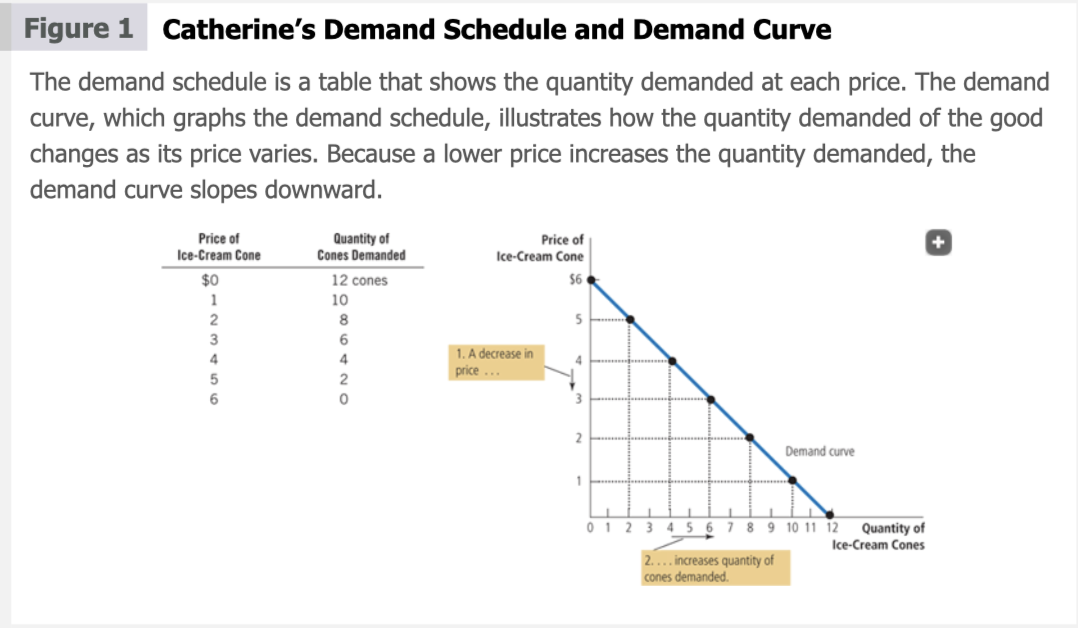 Figure 1 Catherine’s Demand Schedule and Demand Curve
The demand schedule is a table that shows the quantity demanded at each price. The demand
curve, which graphs the demand schedule, illustrates how the quantity demanded of the good
changes as its price varies. Because a lower price increases the quantity demanded, the
demand curve slopes downward.
Price of
Ice-Cream Cone
Quantity of
Cones Demanded
$0 12 cones
1 10
2 8
3 6
4 4
5 2
6 0
Price of
Ice-Cream Cone
$6
5
4
3
2
1
1. A decrease in
price . . .
Demand curve
0 1 2 3 4 5 6 7 8 9 10 11 12
Quantity of
Ice-Cream Cones
2. . . . increases quantity of
cones demanded.